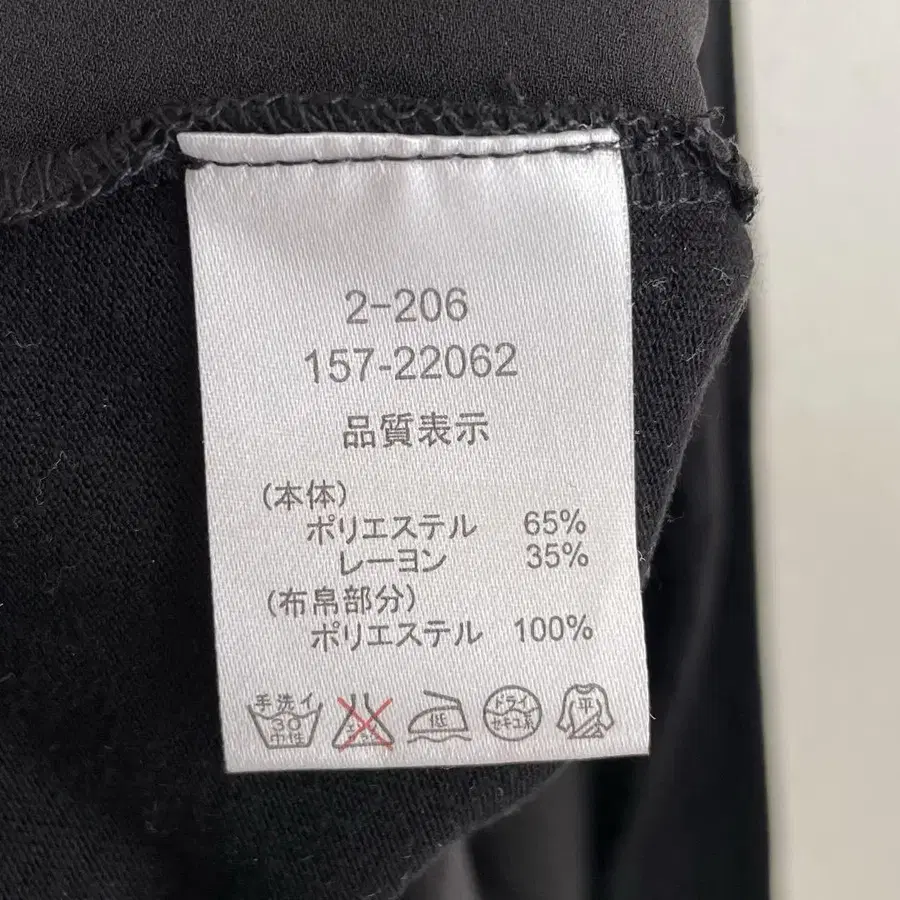 2-206
157-22062
品質表示
(本体)
ポリエステル 65%
レーヨン 35%
(布帛部分)
ポリエステル 100%
手洗イ
30
中性
低
ドライ
セキユ系
平